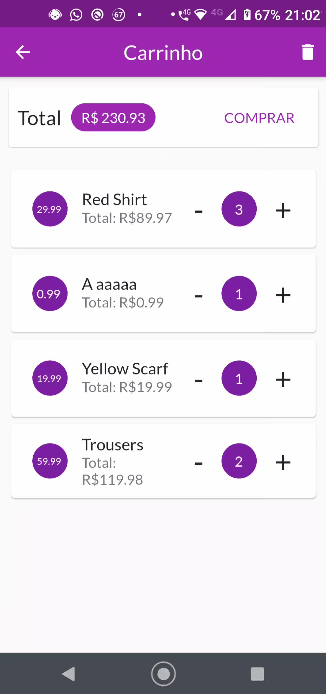 67 4G 4G 67% 21:02
Carrinho
Total R$ 230.93 COMPRAR
29.99 Red Shirt - 3 +
Total: R$89.97
0.99 A aaaaa - 1 +
Total: R$0.99
19.99 Yellow Scarf - 1 +
Total: R$19.99
59.99 Trousers - 2 +
Total:
R$119.98